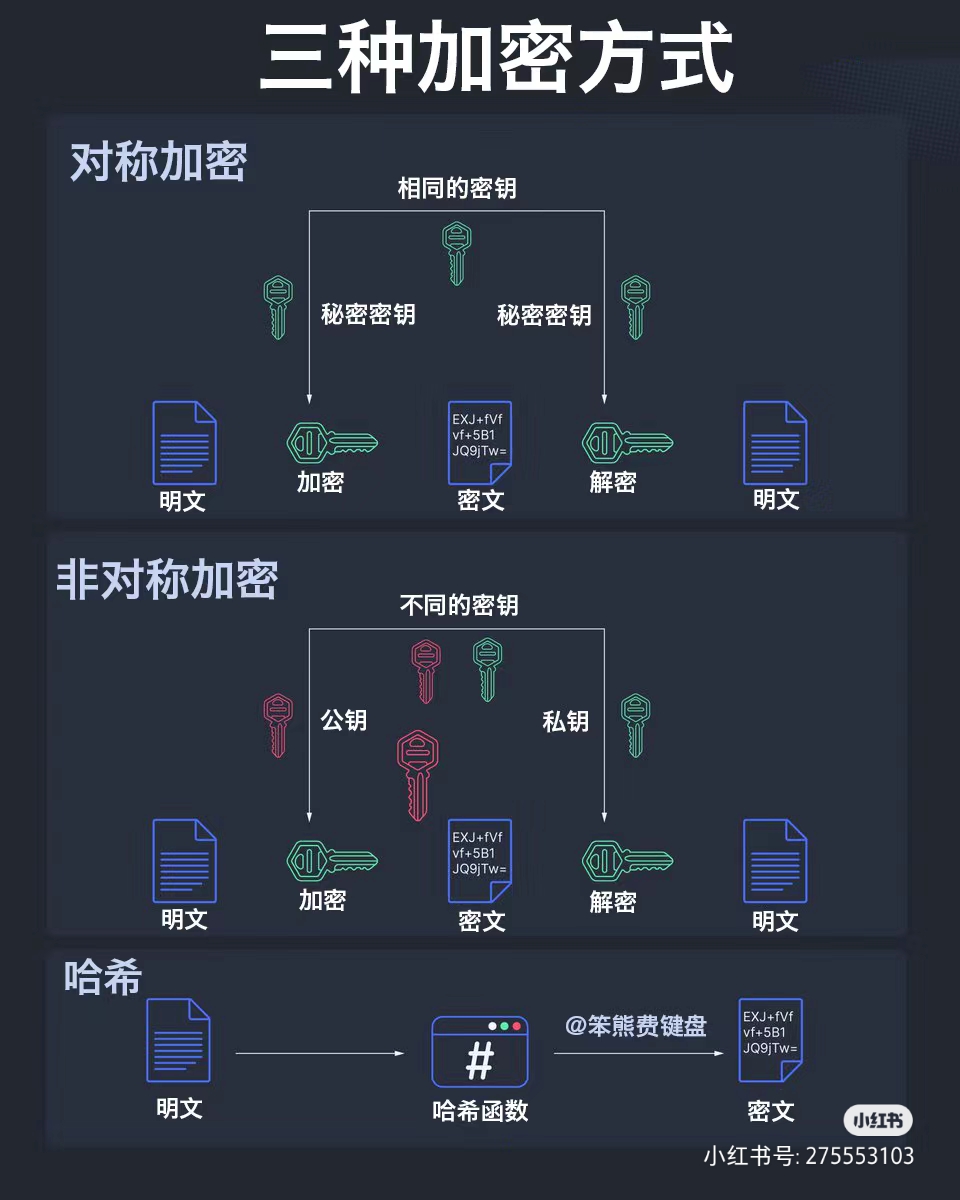 三种加密方式
对称加密
相同的密钥
秘密密钥
秘密密钥
EXJ+fVf
vf+5B1
JQ9jTw=
明文
加密
密文
解密
明文
非对称加密
不同的密钥
公钥
私钥
EXJ+fVf
vf+5B1
JQ9jTw=
明文
加密
密文
解密
明文
哈希
@笨熊费键盘
EXJ+fVf
vf+5B1
JQ9jTw=
#
明文
哈希函数
密文
小红书
小红书号: 275553103